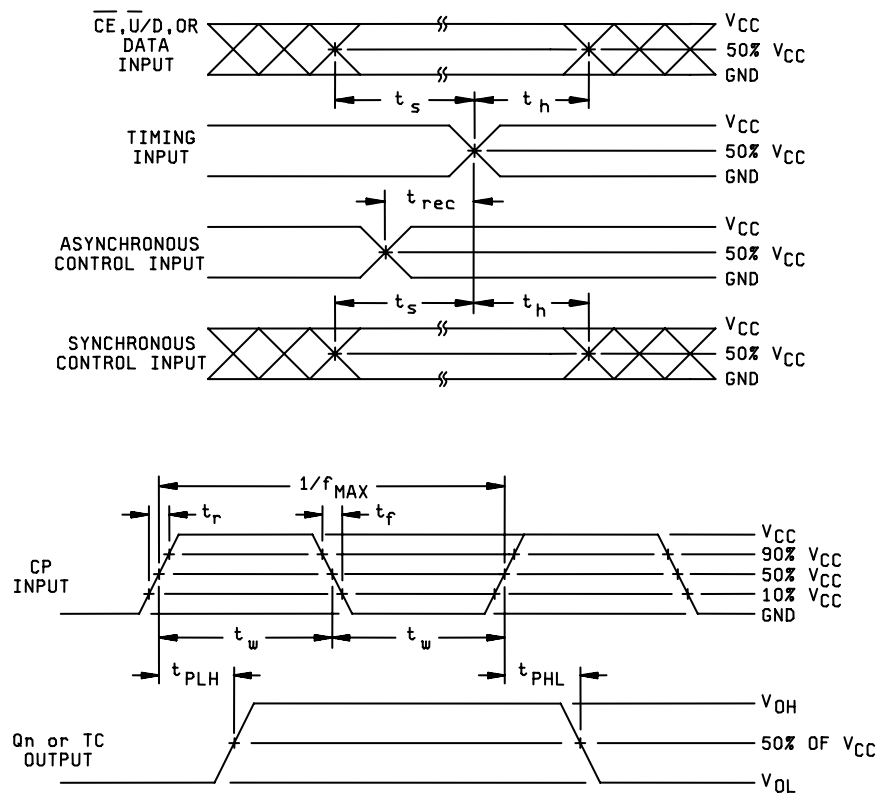 CE,U/D,OR
DATA
INPUT
VCC
50% VCC
GND
ts
th
TIMING
INPUT
VCC
50% VCC
GND
trec
ASYNCHRONOUS
CONTROL INPUT
VCC
50% VCC
GND
ts
th
SYNCHRONOUS
CONTROL INPUT
VCC
50% VCC
GND
1/fMAX
tr
tf
CP
INPUT
VCC
90% VCC
50% VCC
10% VCC
GND
tw
tw
tPLH
tPHL
Qn or TC
OUTPUT
VOH
50% OF VCC
VOL